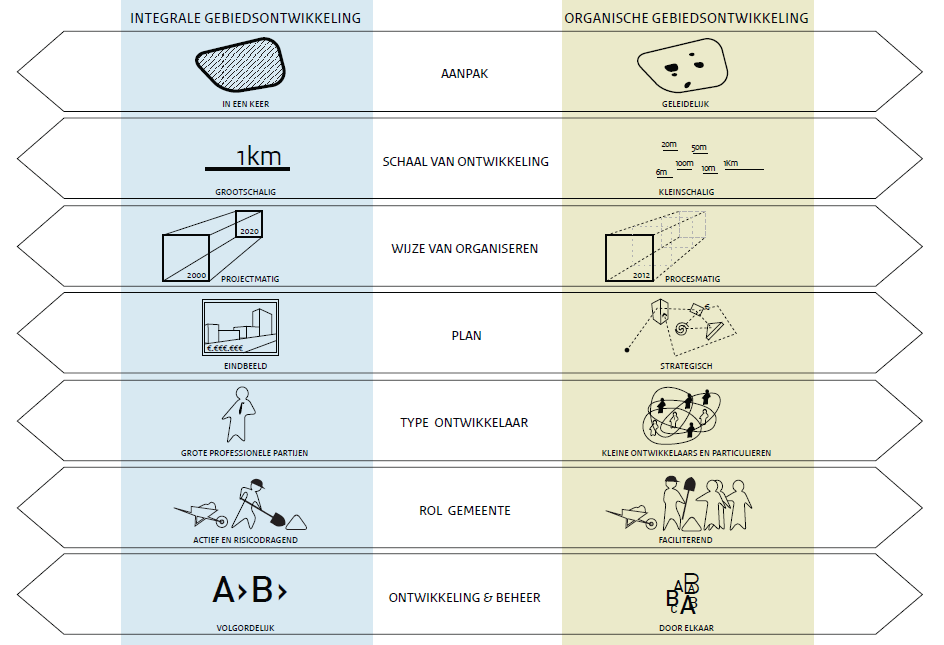 INTEGRALE GEBIEDSONTWIKKELING
ORGANISCHE GEBIEDSONTWIKKELING
IN EEN KEER
AANPAK
GELEIDELIJK
1km
GROOTSCHALIG
SCHAAL VAN ONTWIKKELING
20m 50m
6m 100m 10m 1Km
KLEINSCHALIG
2020
2000
PROJECTMATIG
WIJZE VAN ORGANISEREN
2012
PROCESMATIG
€.€€€.€€€
EINDBEELD
PLAN
STRATEGISCH
GROTE PROFESSIONELE PARTIJEN
TYPE ONTWIKKELAAR
KLEINE ONTWIKKELAARS EN PARTICULIEREN
ACTIEF EN RISICODRAGEND
ROL GEMEENTE
FACILITEREND
A›B›
VOLGORDELIJK
ONTWIKKELING & BEHEER
A B A
B C A B
DOOR ELKAAR